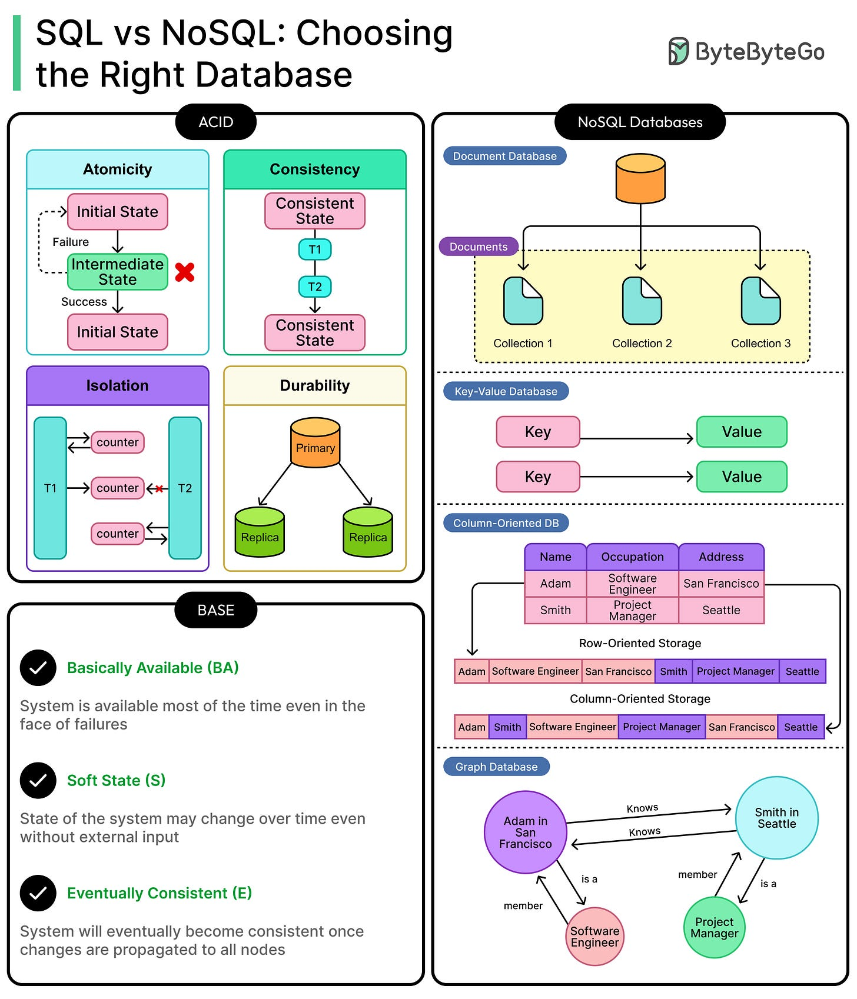 SQL vs NoSQL: Choosing
the Right Database
ByteByteGo
ACID
Atomicity
Initial State
Failure
Intermediate
State
Success
Initial State
Consistency
Consistent
State
T1
T2
Consistent
State
Isolation
T1
counter
counter
counter
T2
Durability
Primary
Replica
Replica
BASE
Basically Available (BA)
System is available most of the time even in the
face of failures
Soft State (S)
State of the system may change over time even
without external input
Eventually Consistent (E)
System will eventually become consistent once
changes are propagated to all nodes
NoSQL Databases
Document Database
Documents
Collection 1
Collection 2
Collection 3
Key-Value Database
Key
Value
Key
Value
Column-Oriented DB
Name
Occupation
Address
Adam
Software
Engineer
San Francisco
Smith
Project
Manager
Seattle
Row-Oriented Storage
Adam
Software Engineer
San Francisco
Smith
Project Manager
Seattle
Column-Oriented Storage
Adam
Smith
Software Engineer
Project Manager
San Francisco
Seattle
Graph Database
Adam in
San
Francisco
Knows
Knows
Smith in
Seattle
is a
member
member
is a
Software
Engineer
Project
Manager